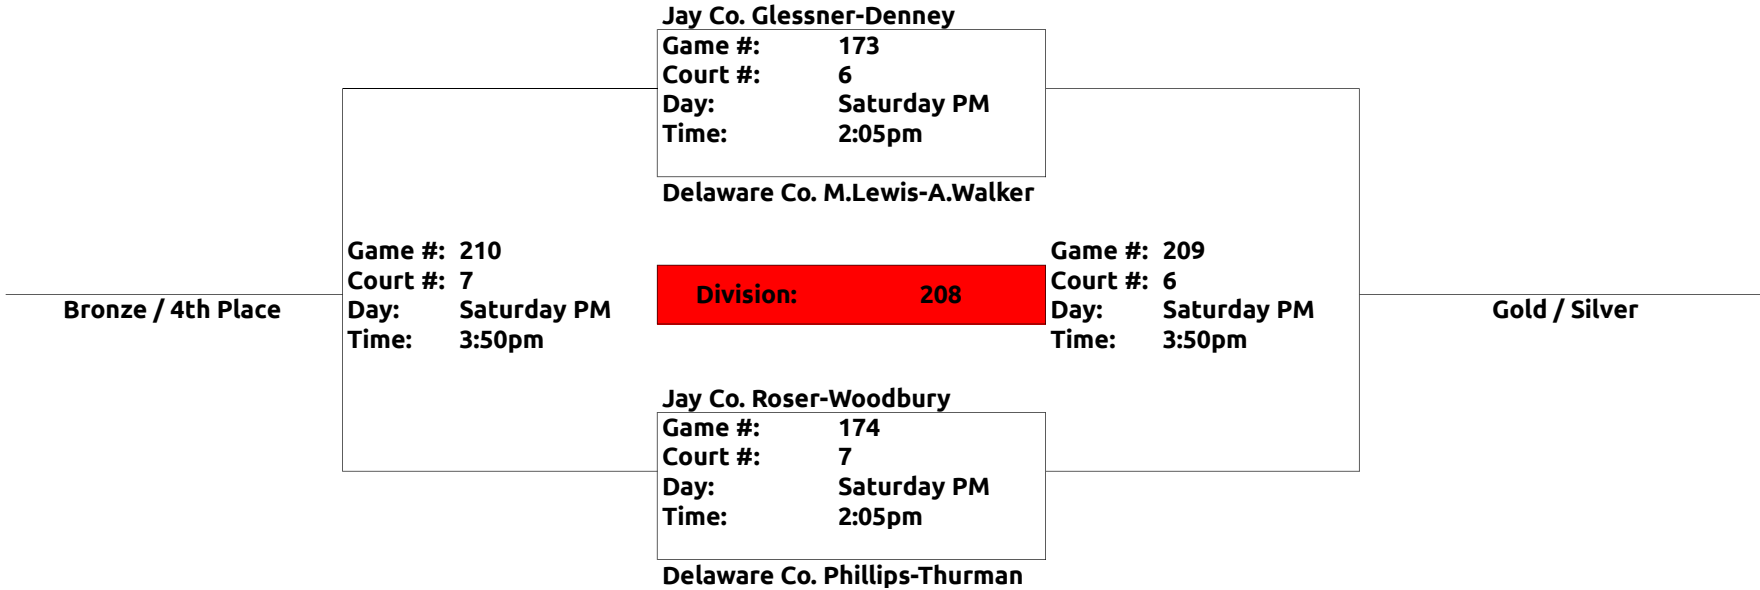 Jay Co. Glessner-Denney
Game #: 173
Court #: 6
Day: Saturday PM
Time: 2:05pm
Delaware Co. M.Lewis-A.Walker
Game #: 210
Court #: 7
Day: Saturday PM
Time: 3:50pm
Bronze / 4th Place
Division: 208
Game #: 209
Court #: 6
Day: Saturday PM
Time: 3:50pm
Gold / Silver
Jay Co. Roser-Woodbury
Game #: 174
Court #: 7
Day: Saturday PM
Time: 2:05pm
Delaware Co. Phillips-Thurman